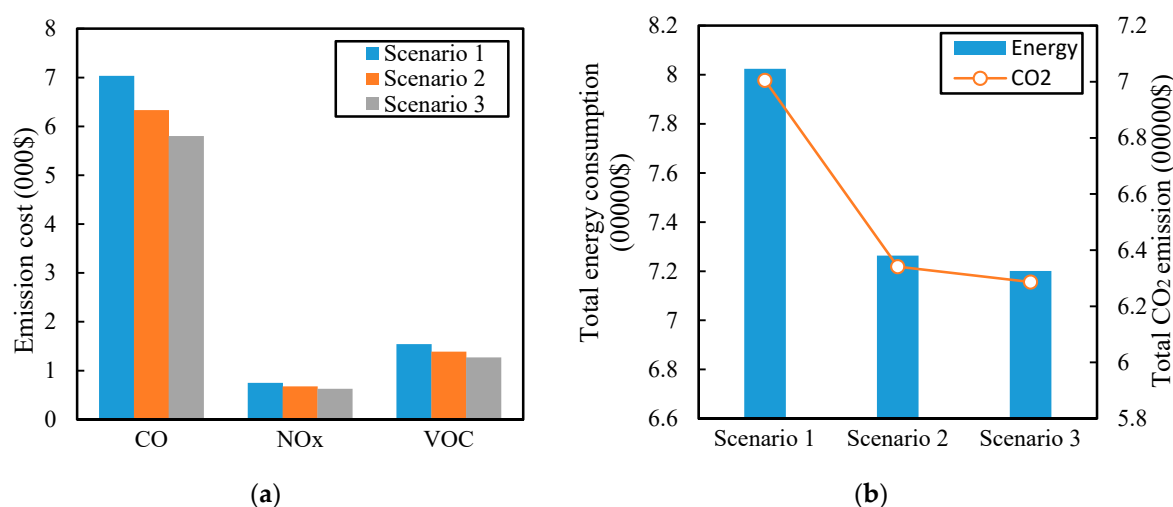 Emission cost (000$)
8
7
6
5
4
3
2
1
0
Scenario 1
Scenario 2
Scenario 3
CO NOx VOC
(a)
Total energy consumption
(00000$)
8.2
8
7.8
7.6
7.4
7.2
7
6.8
6.6
Energy
CO2
7.2
7
6.8
6.6
6.4
6.2
6
5.8
Total CO₂ emission (00000$)
Scenario 1 Scenario 2 Scenario 3
(b)